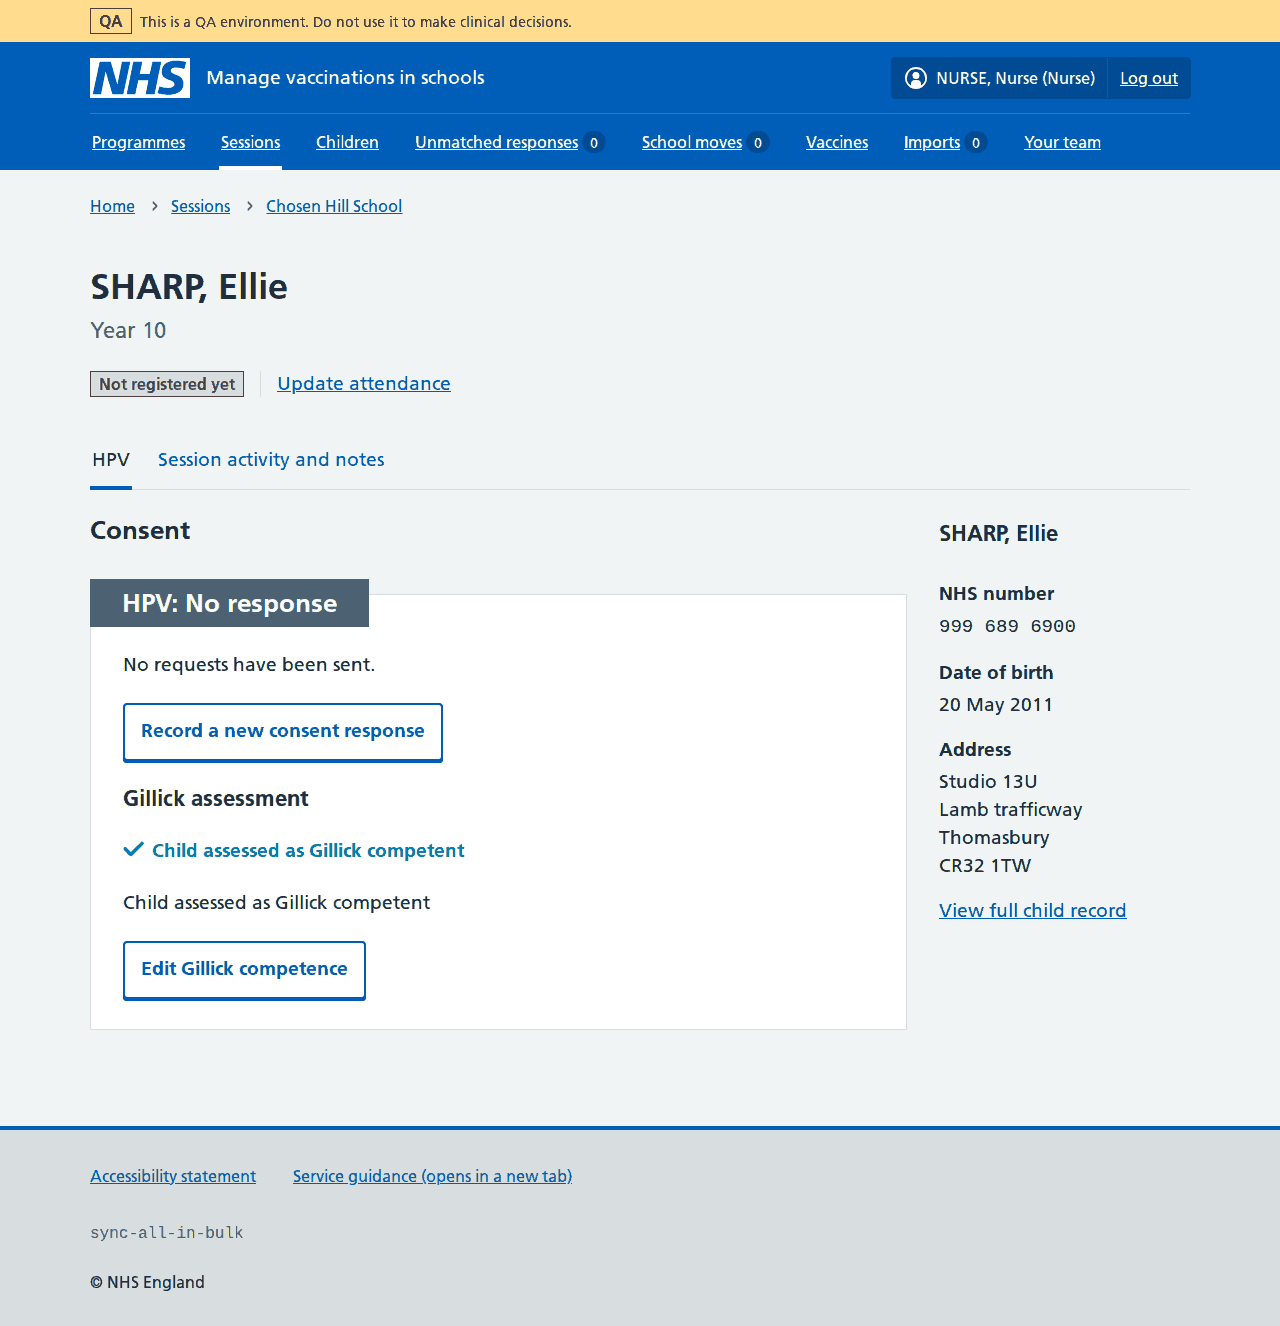 QA This is a QA environment. Do not use it to make clinical decisions.
NHS Manage vaccinations in schools NURSE, Nurse (Nurse) Log out
Programmes Sessions Children Unmatched responses 0 School moves 0 Vaccines Imports 0 Your team
Home Sessions Chosen Hill School
SHARP, Ellie
Year 10
Not registered yet Update attendance
HPV Session activity and notes
Consent
HPV: No response
No requests have been sent.
Record a new consent response
Gillick assessment
Child assessed as Gillick competent
Child assessed as Gillick competent
Edit Gillick competence
SHARP, Ellie
NHS number
999 689 6900
Date of birth
20 May 2011
Address
Studio 13U
Lamb trafficway
Thomasbury
CR32 1TW
View full child record
Accessibility statement Service guidance (opens in a new tab)
sync-all-in-bulk
© NHS England